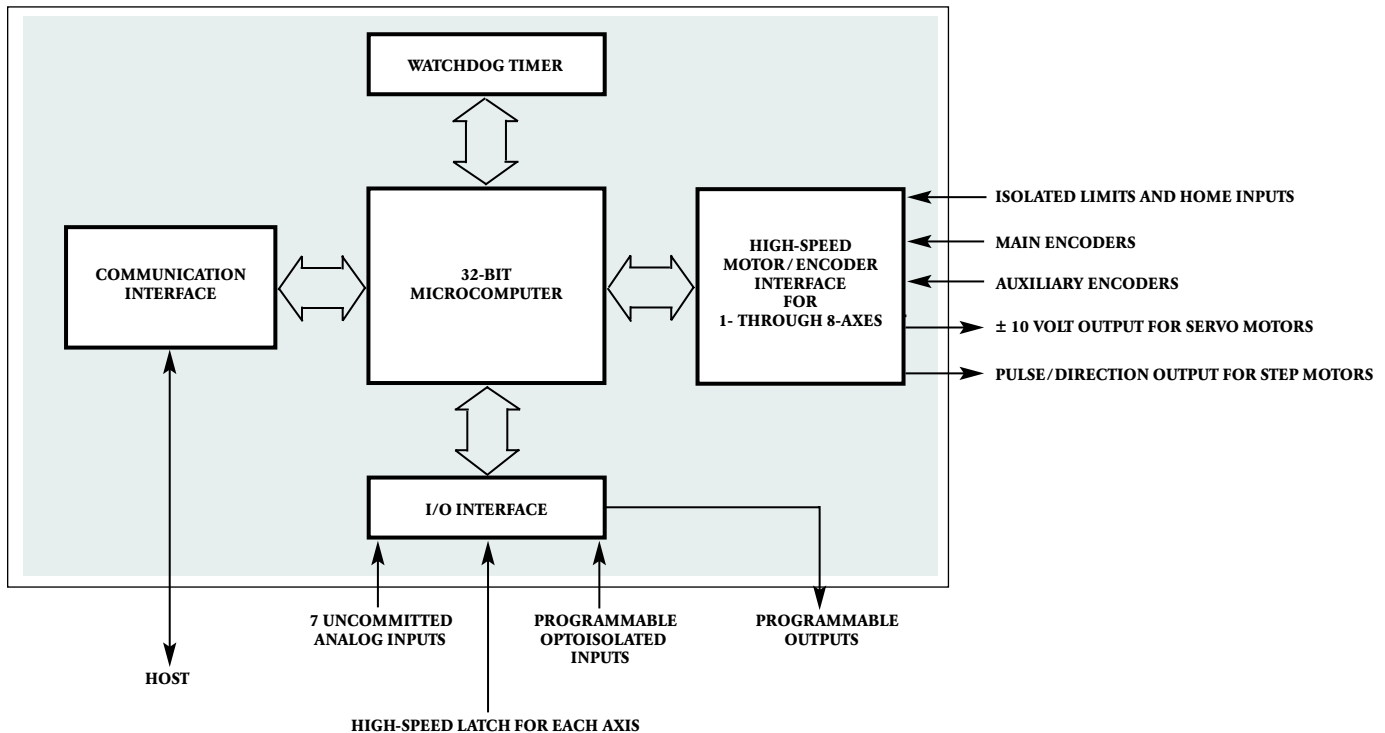 WATCHDOG TIMER
COMMUNICATION
INTERFACE
32-BIT
MICROCOMPUTER
HIGH-SPEED
MOTOR/ENCODER
INTERFACE
FOR
1- THROUGH 8-AXES
ISOLATED LIMITS AND HOME INPUTS
MAIN ENCODERS
AUXILIARY ENCODERS
± 10 VOLT OUTPUT FOR SERVO MOTORS
PULSE/DIRECTION OUTPUT FOR STEP MOTORS
I/O INTERFACE
7 UNCOMMITTED
ANALOG INPUTS
PROGRAMMABLE
OPTOISOLATED
INPUTS
PROGRAMMABLE
OUTPUTS
HOST
HIGH-SPEED LATCH FOR EACH AXIS